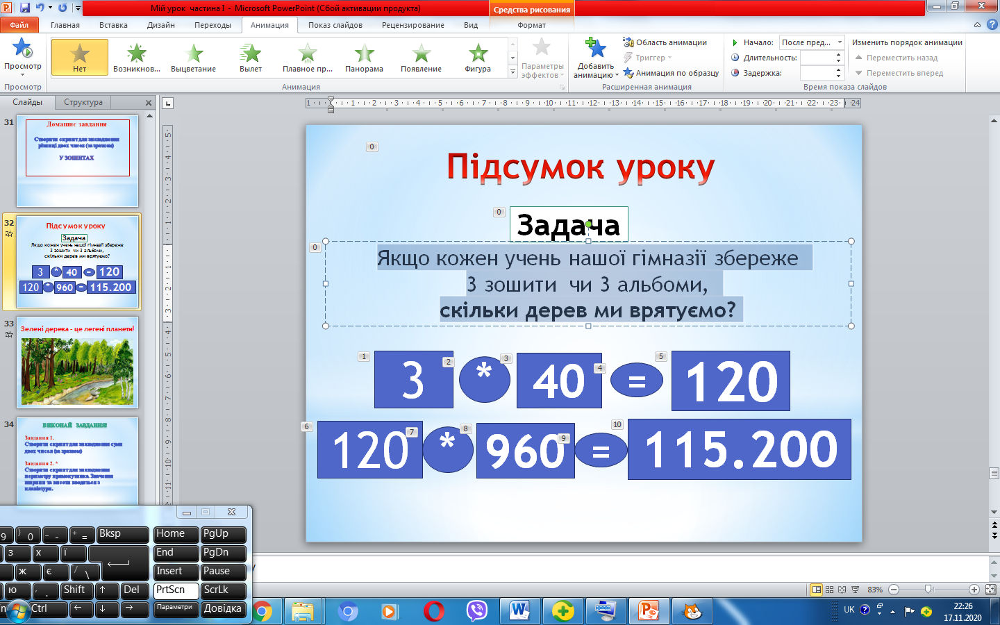 Мій урок  частина I  -  Microsoft PowerPoint (Сбой активации продукта)
Средства рисования
Файл
Главная
Вставка
Дизайн
Переходы
Анимация
Показ слайдов
Рецензирование
Вид
Формат
Просмотр
Нет
Возникнов...
Выцветание
Вылет
Плавное пр...
Панорама
Появление
Фигура
Параметры эффектов
Добавить анимацию
Область анимации
Триггер
Анимация по образцу
Начало: После пред...
Длительность:
Задержка:
Изменить порядок анимации
Переместить назад
Переместить вперед
Просмотр
Анимация
Расширенная анимация
Время показа слайдов
Слайды
Структура
31
Домашнє завдання
Створити скрипт для знаходження
різниці двох чисел (за зразком)
У ЗОШИТАХ
32
Підсумок уроку
Задача
Якщо кожен учень нашої гімназії збереже
3 зошити чи 3 альбоми,
скільки дерев ми врятуємо?
3 * 40 = 120
120 * 960 = 115.200
33
Зелені дерева - це легені планети!
34
ВИКОНАЙ ЗАВДАННЯ!
Завдання 1.
Створити скрипт для знаходження суми
двох чисел (за зразком)
Завдання 2. *
Створити скрипт для знаходження
периметру прямокутника. Значення
ширини та висоти вводяться з
клавіатури.
0
Підсумок уроку
0
Задача
0
Якщо кожен учень нашої гімназії збереже
3 зошити  чи 3 альбоми,
скільки дерев ми врятуємо?
1 2 3 4 5
3 * 40 = 120
6 7 8 9 10
120 * 960 = 115.200
9 ) 0 _ - + = Bksp Home PgUp
з х ї End PgDn
ж є / \ Insert Pause
ю , . Shift ↑ Del PrtScn ScrLk
Ctrl ← ↓ → Параметри Довідка
83%
UK
22:26
17.11.2020